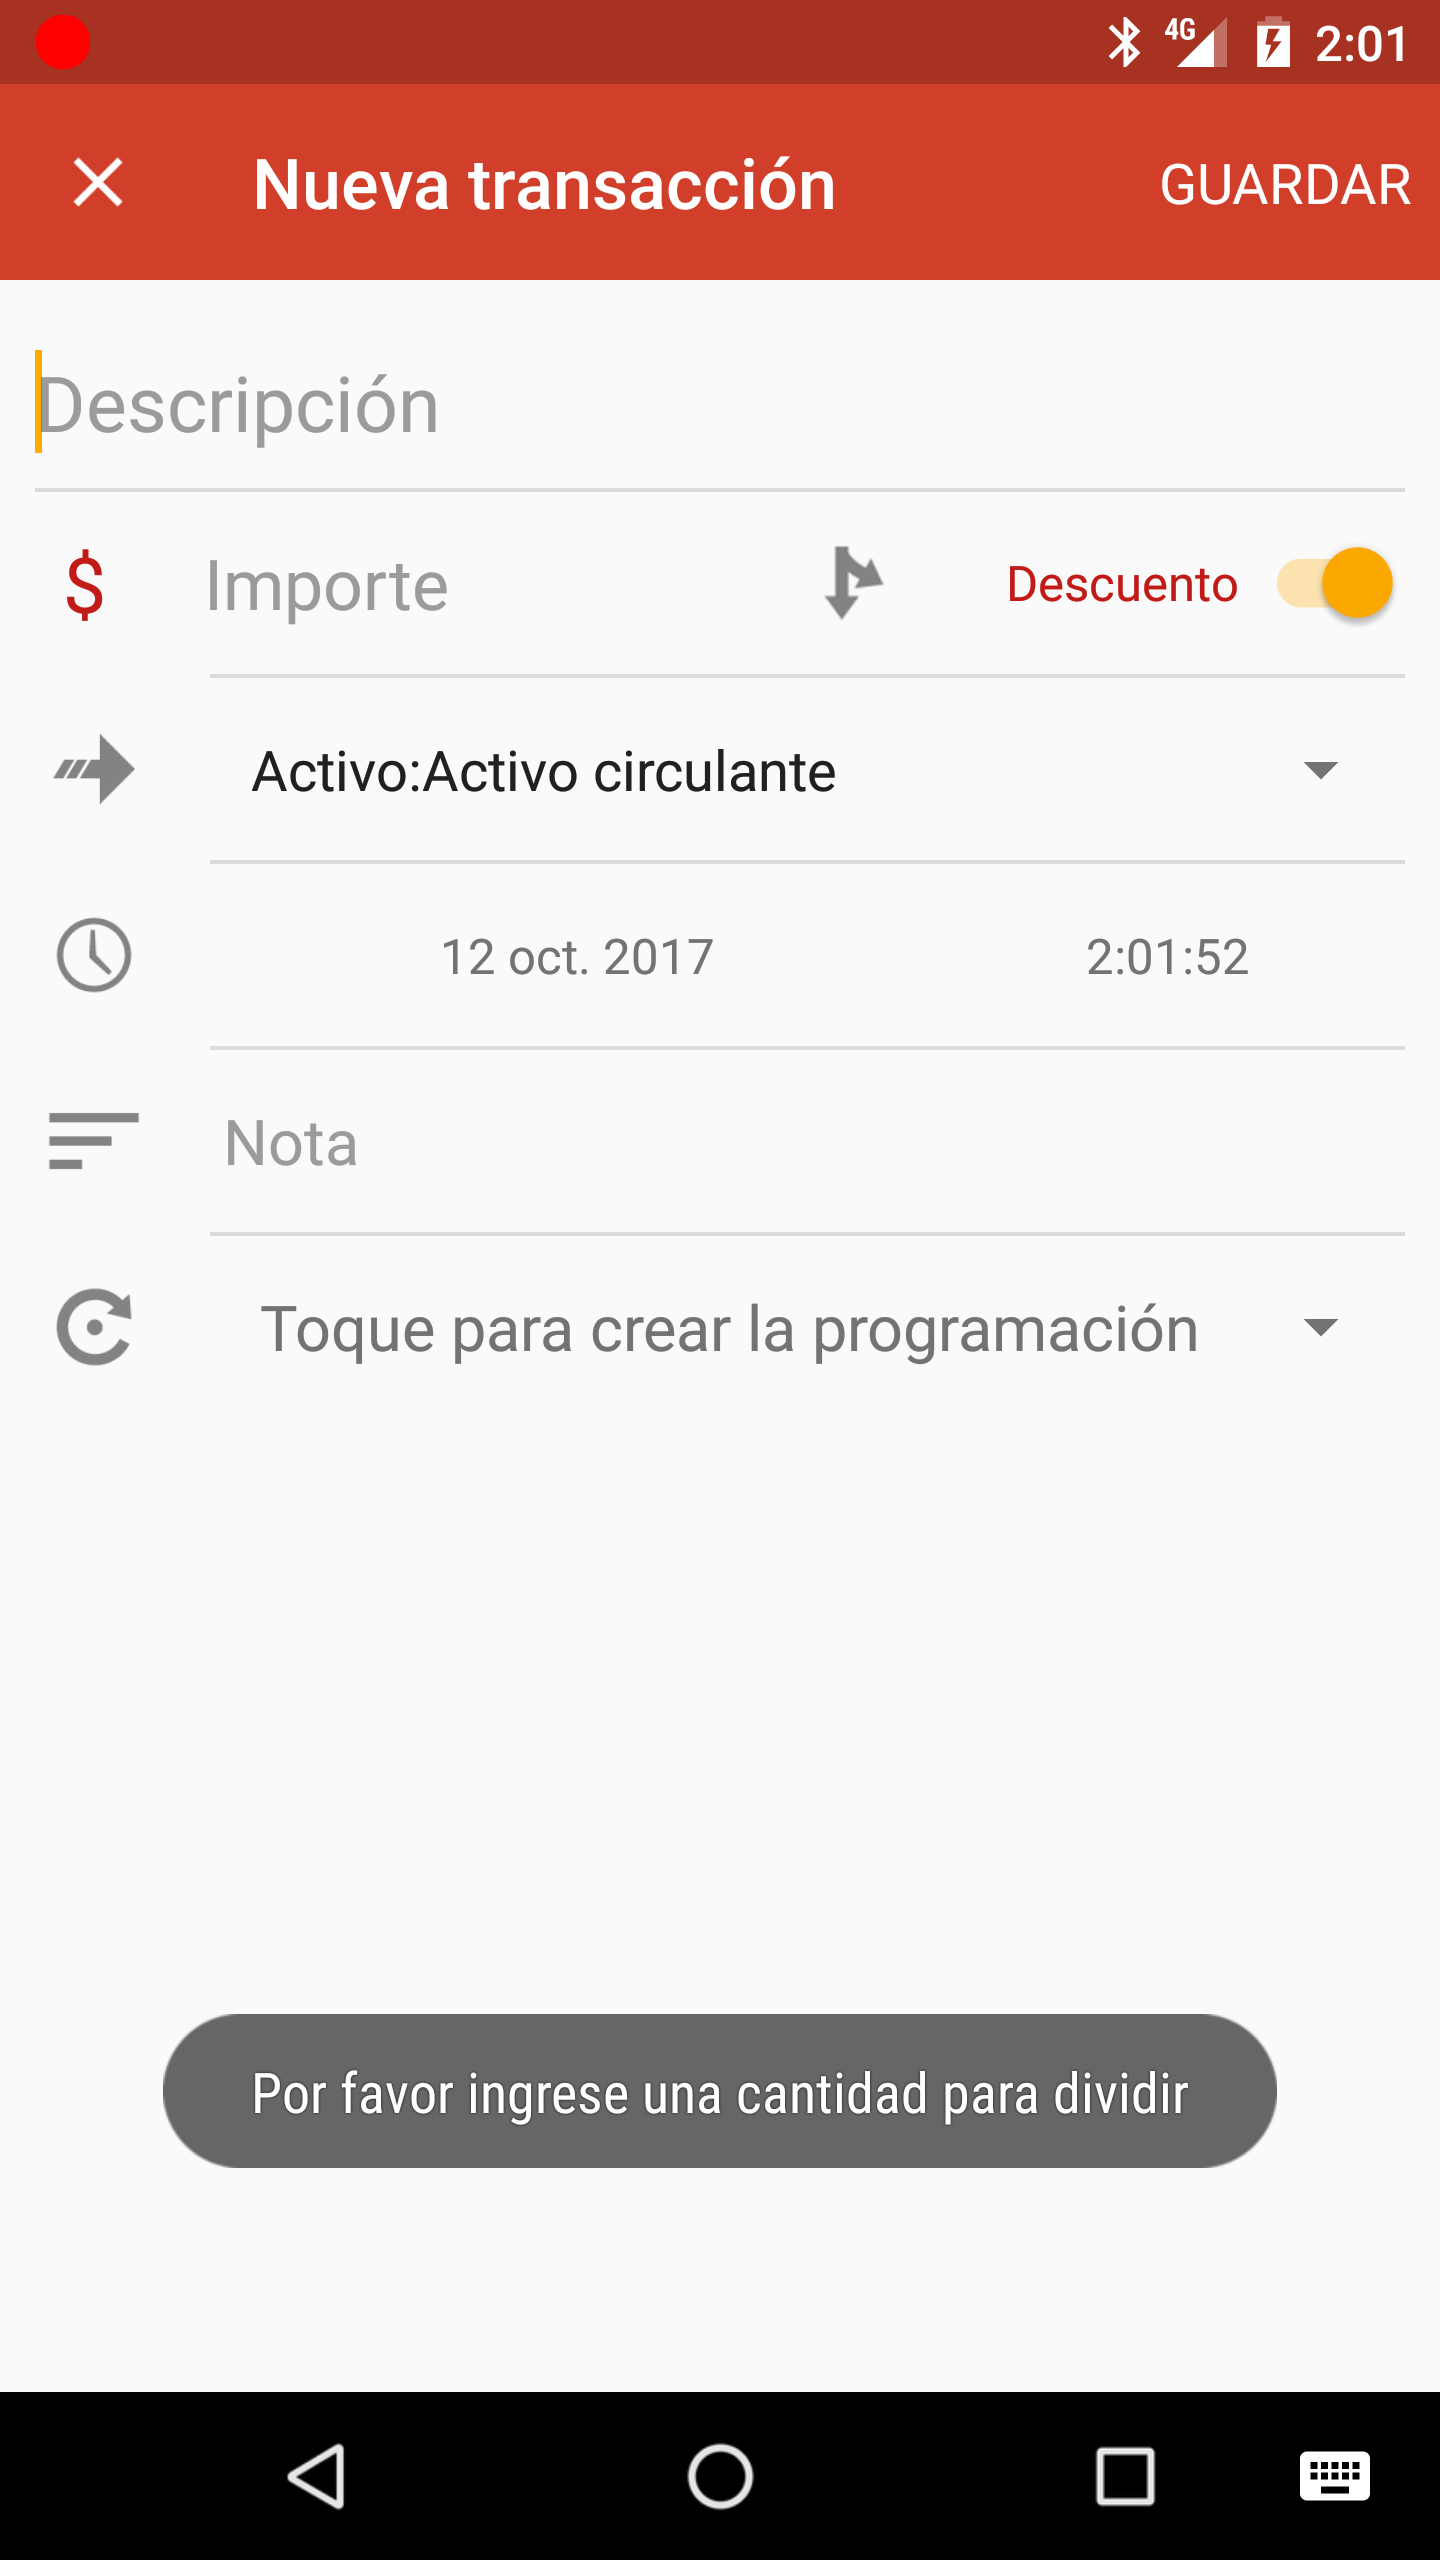 4G 2:01
Nueva transacción GUARDAR
Descripción
$ Importe Descuento
Activo:Activo circulante
12 oct. 2017 2:01:52
Nota
Toque para crear la programación
Por favor ingrese una cantidad para dividir